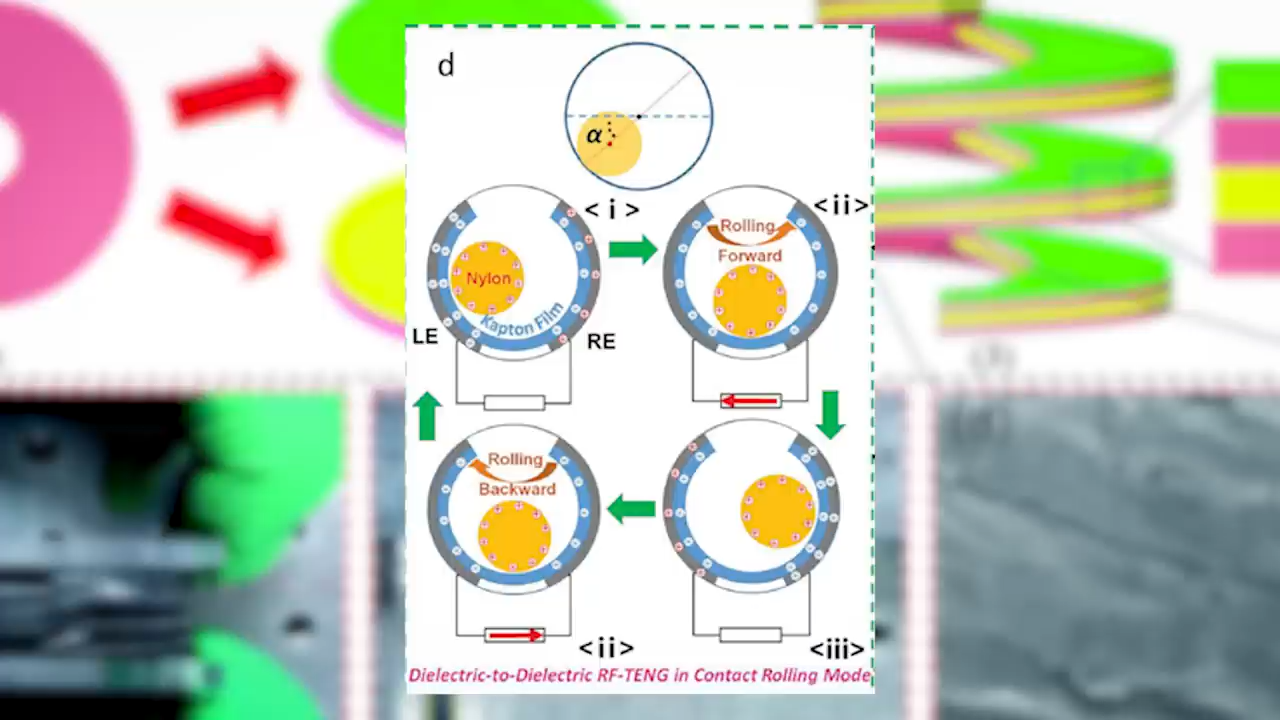 d
α
< i >
<ii>
Rolling
Forward
Nylon
Kapton Film
LE
RE
Rolling
Backward
<ii>
<iii>
Dielectric-to-Dielectric RF-TENG in Contact Rolling Mode